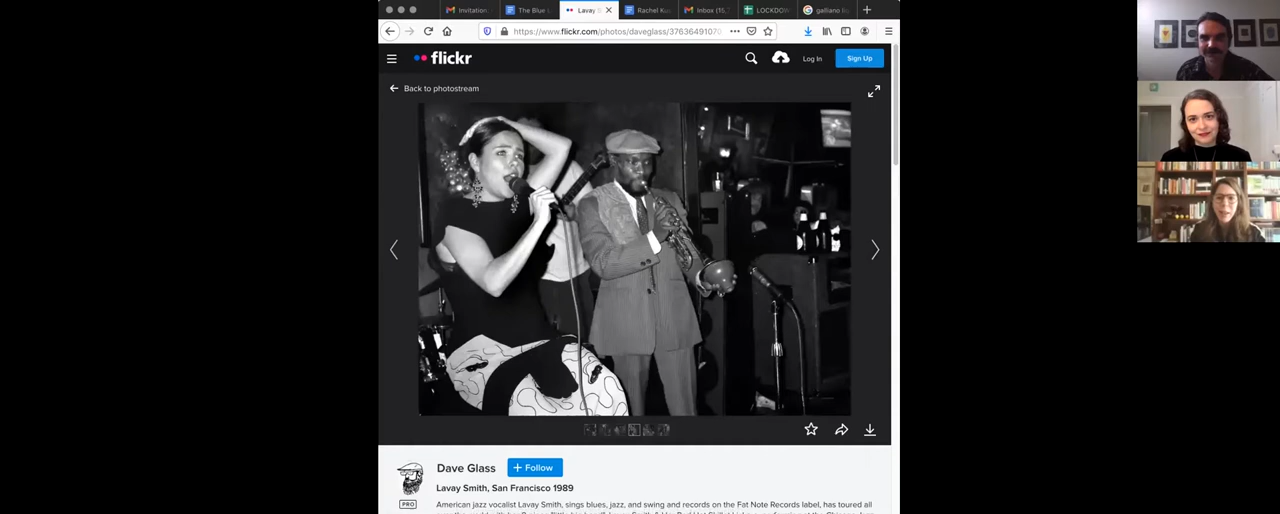 Invitation,
The Blue
Lavay S
Rachel Ku
Inbox (15,
LOCKDOW
galliano li
https://www.flickr.com/photos/daveglass/37636491070
flickr
Log In
Sign Up
Back to photostream
Dave Glass
+ Follow
PRO
Lavay Smith, San Francisco 1989
American jazz vocalist Lavay Smith, sings blues, jazz, and swing and records on the Fat Note Records label, has toured all